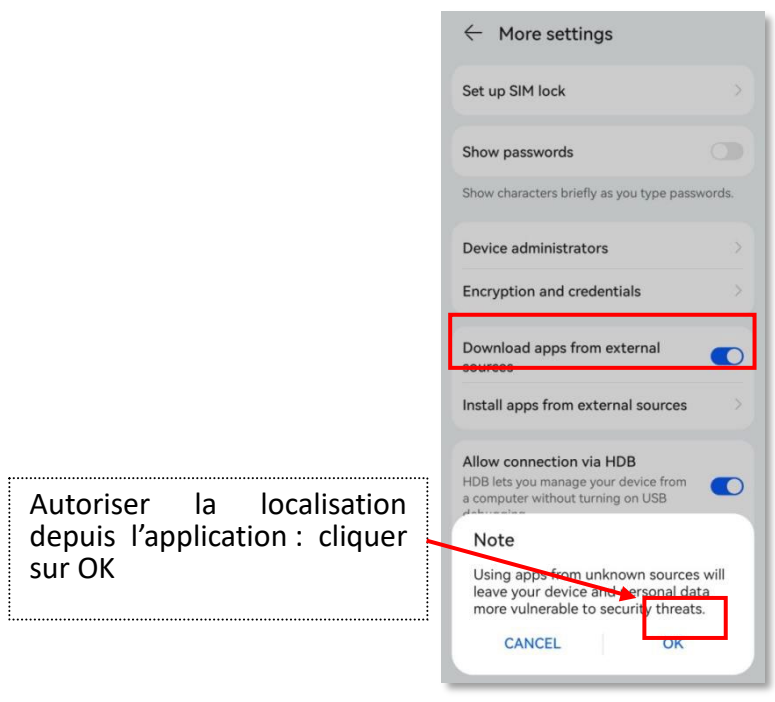 ← More settings
Set up SIM lock
Show passwords
Show characters briefly as you type passwords.
Device administrators
Encryption and credentials
Download apps from external
sources
Install apps from external sources
Allow connection via HDB
HDB lets you manage your device from
a computer without turning on USB
debugging
Autoriser la localisation
depuis l’application : cliquer
sur OK
Note
Using apps from unknown sources will
leave your device and personal data
more vulnerable to security threats.
CANCEL OK